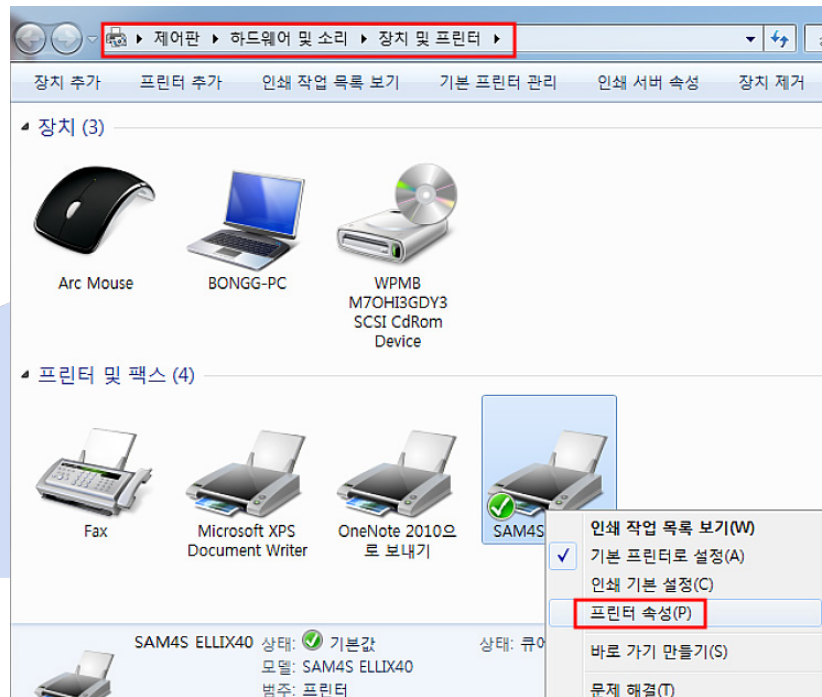 제어판 ▶ 하드웨어 및 소리 ▶ 장치 및 프린터 ▶
장치 추가 프린터 추가 인쇄 작업 목록 보기 기본 프린터 관리 인쇄 서버 속성 장치 제거
장치 (3)
Arc Mouse
BONGG-PC
WPMB
M7OHI3GDY3
SCSI CdRom
Device
프린터 및 팩스 (4)
Fax
Microsoft XPS
Document Writer
OneNote 2010으
로 보내기
SAM4S
인쇄 작업 목록 보기(W)
기본 프린터로 설정(A)
인쇄 기본 설정(C)
프린터 속성(P)
바로 가기 만들기(S)
문제 해결(T)
SAM4S ELLIX40 상태: 기본값 상태:
모델: SAM4S ELLIX40
범주: 프린터